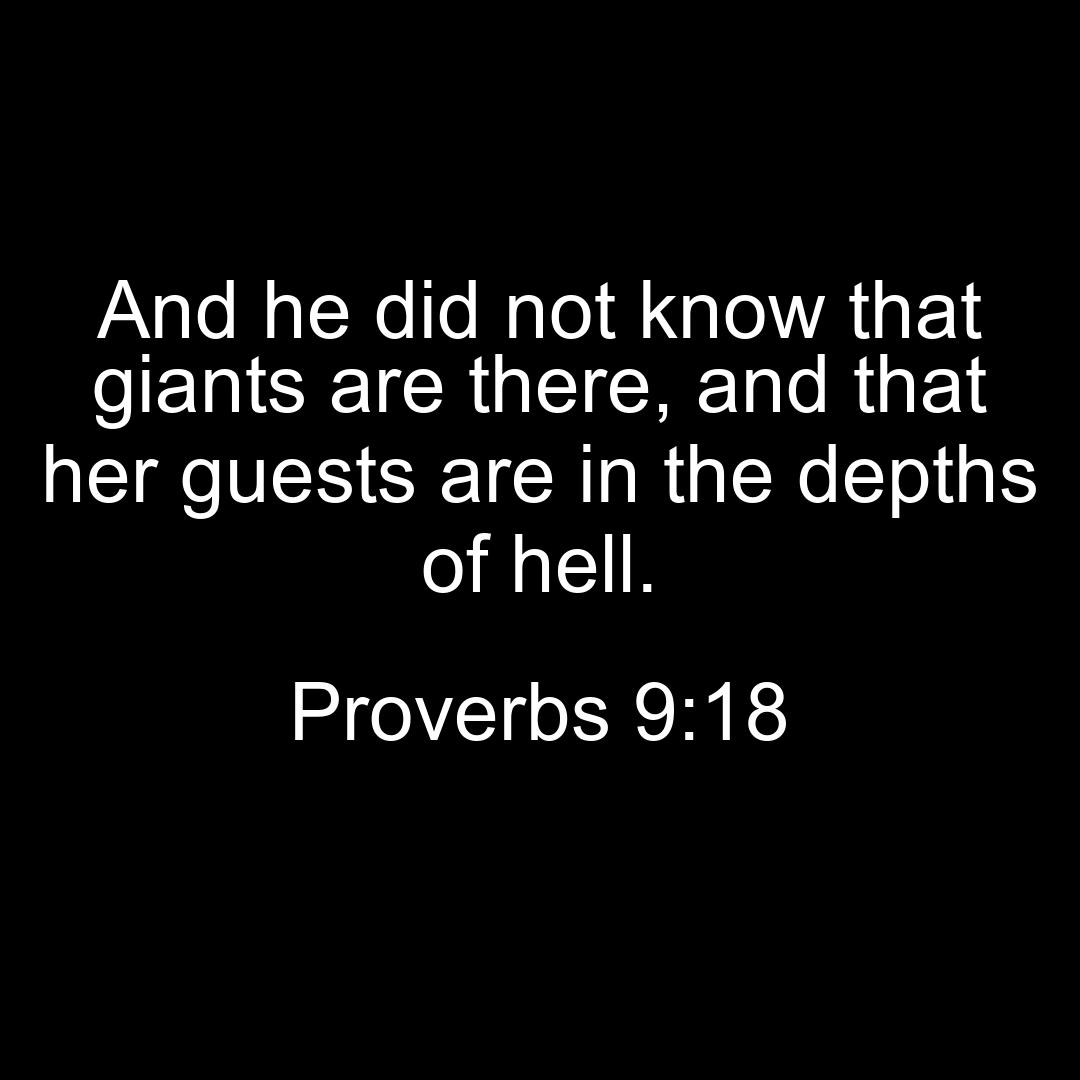 And he did not know that
giants are there, and that
her guests are in the depths
of hell.
Proverbs 9:18